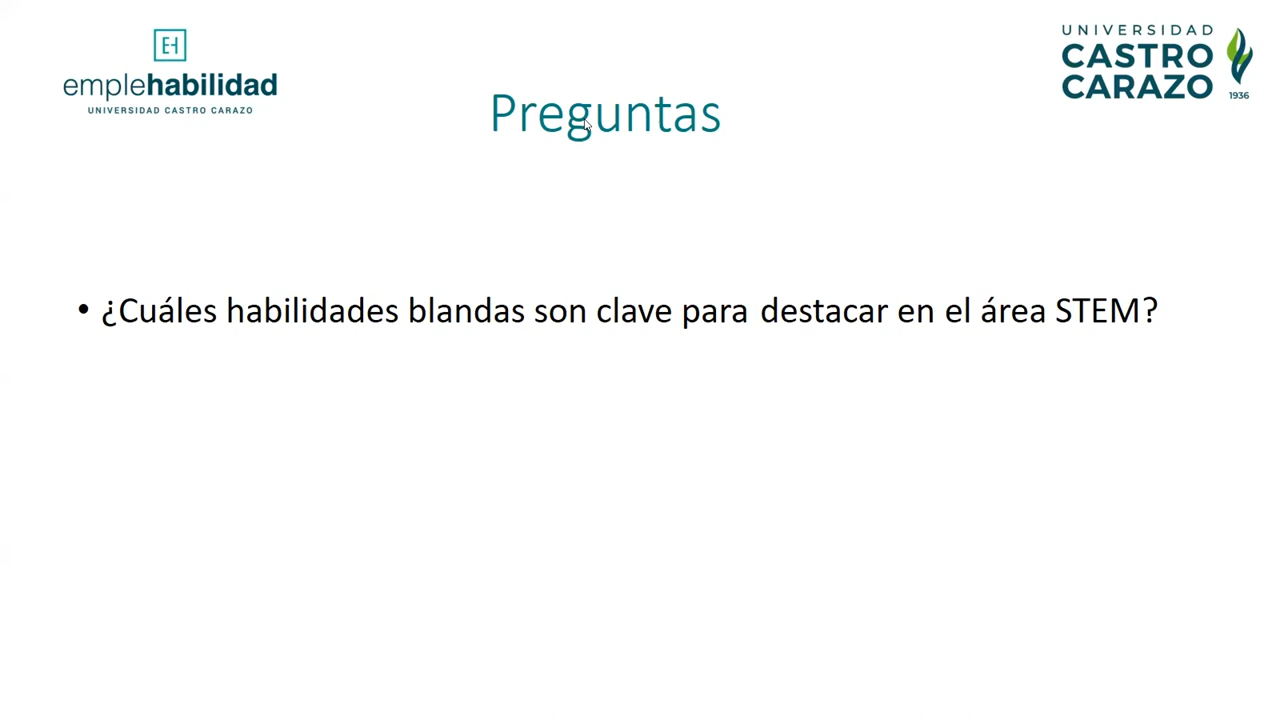 EH
emplehabilidad
UNIVERSIDAD CASTRO CARAZO
UNIVERSIDAD
CASTRO
CARAZO
1936
Preguntas
• ¿Cuáles habilidades blandas son clave para destacar en el área STEM?